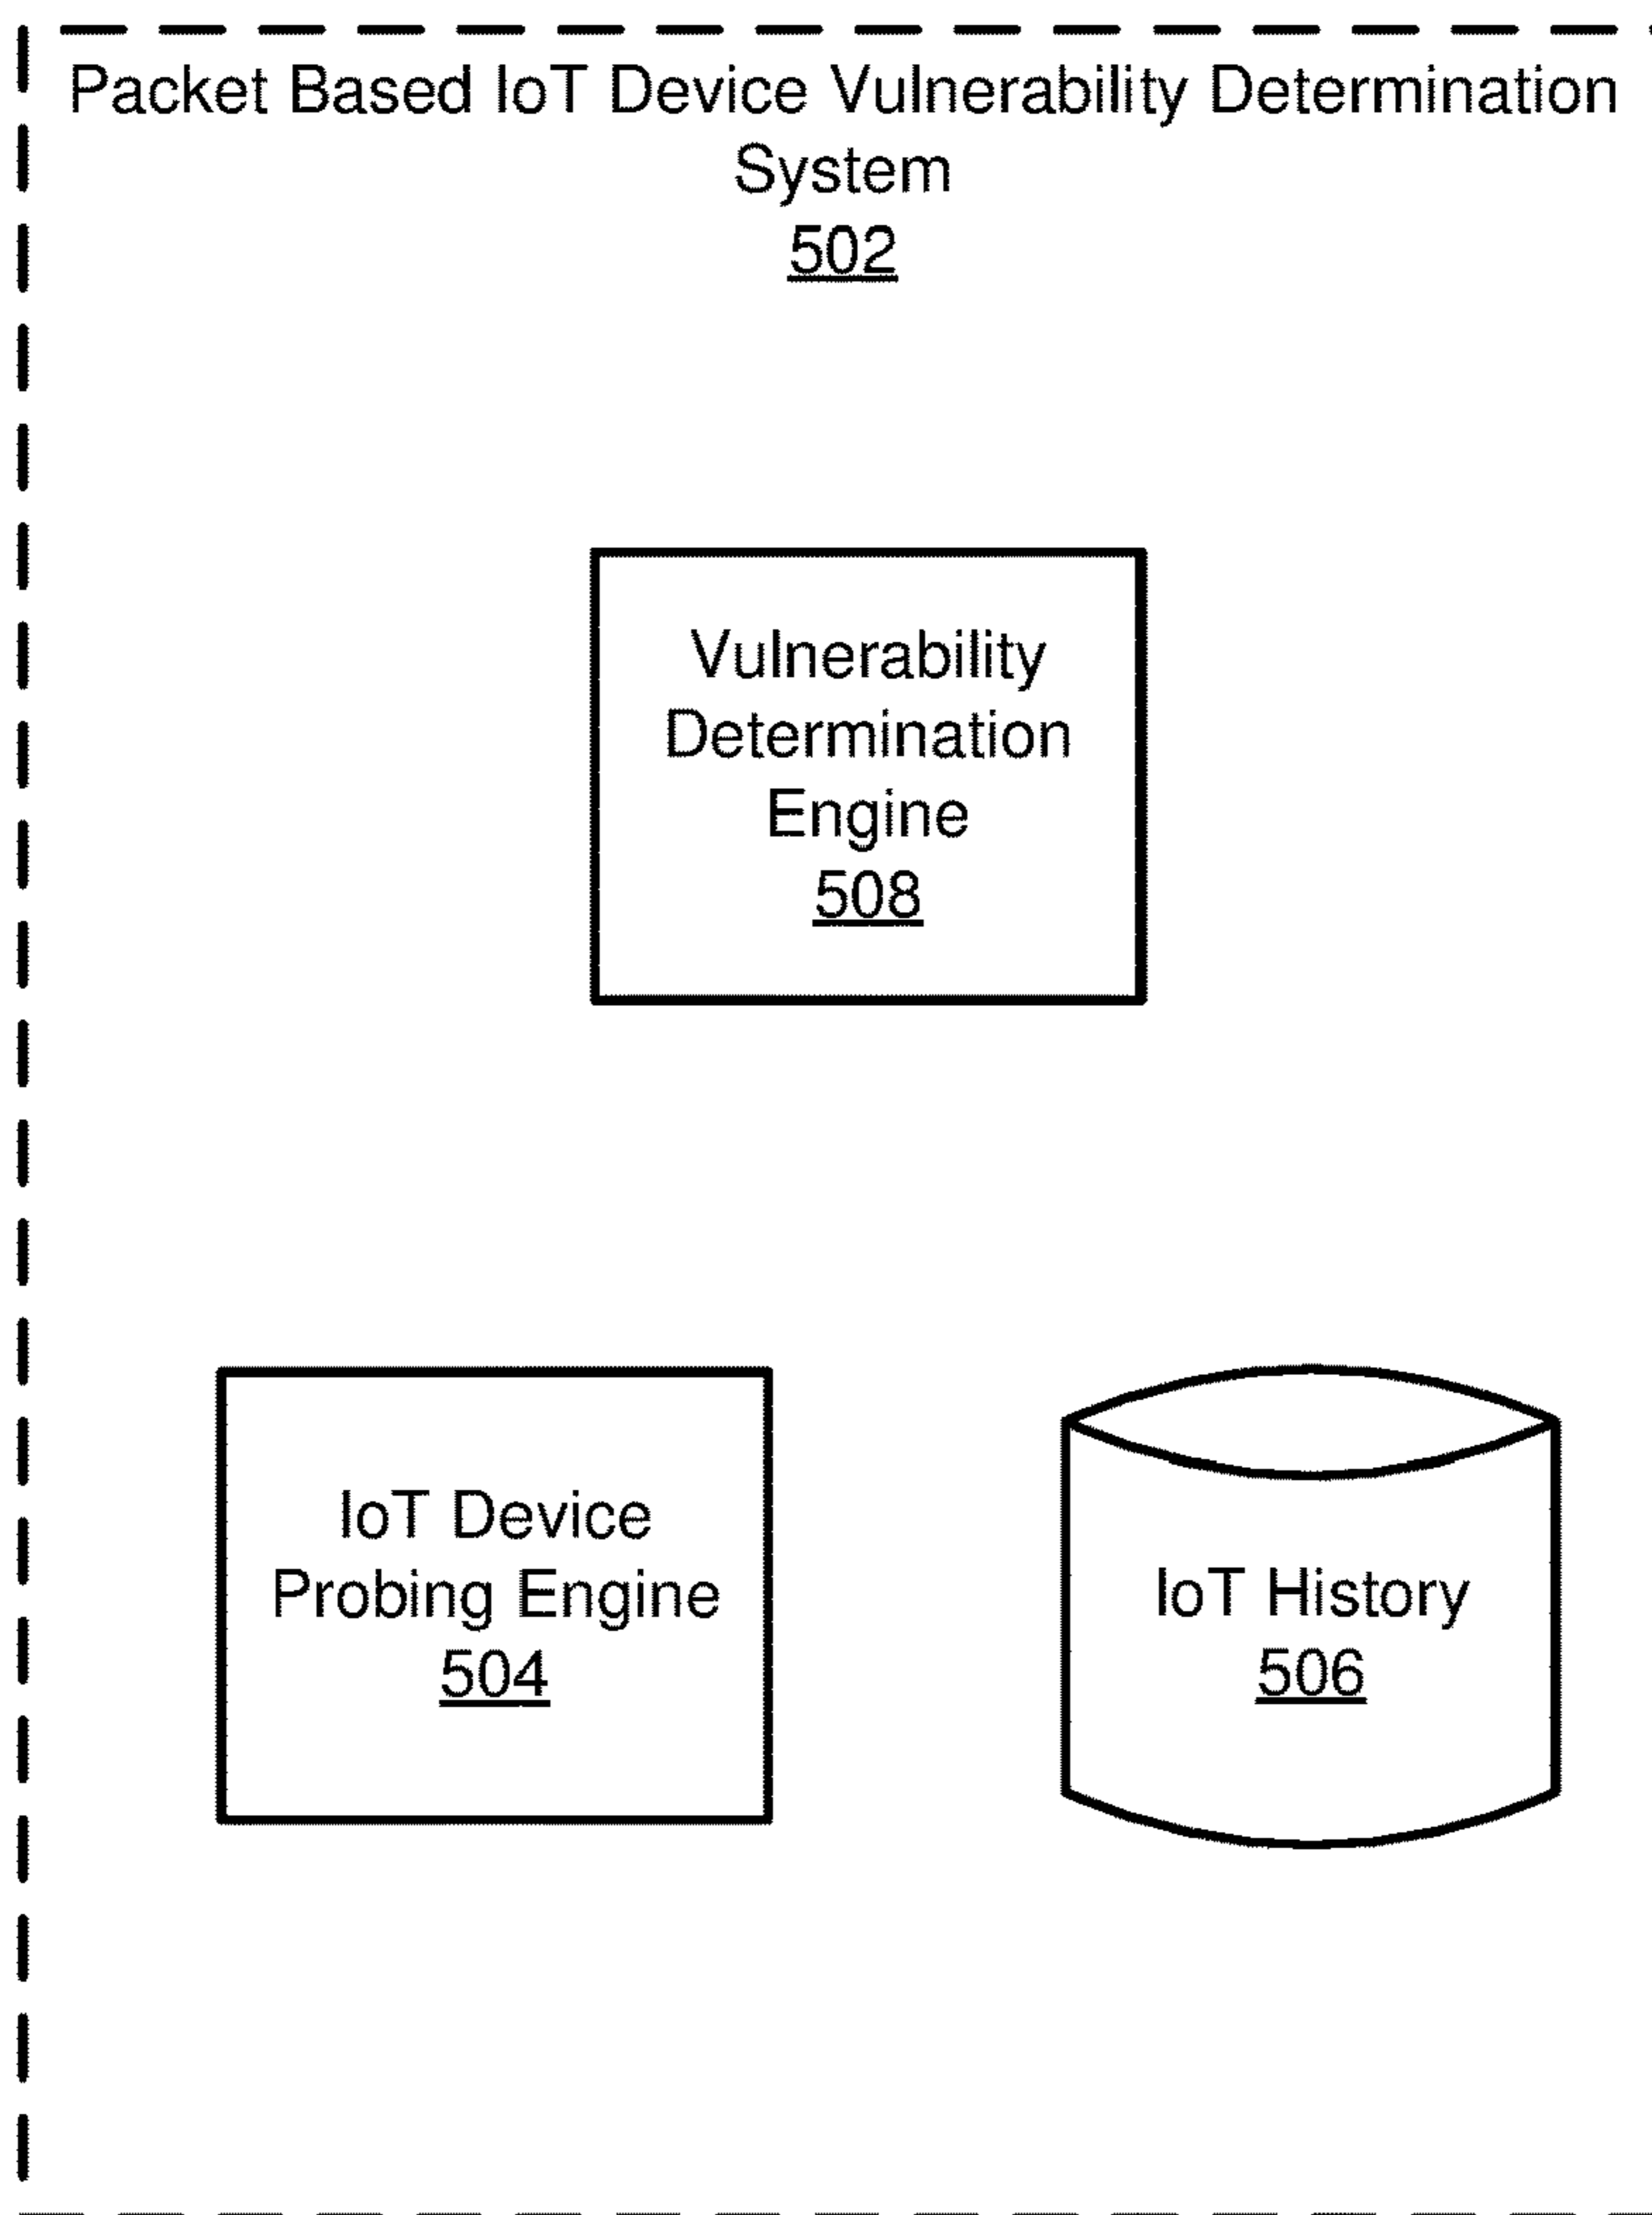 Packet Based IoT Device Vulnerability Determination
System
502
Vulnerability
Determination
Engine
508
IoT Device
Probing Engine
504
IoT History
506